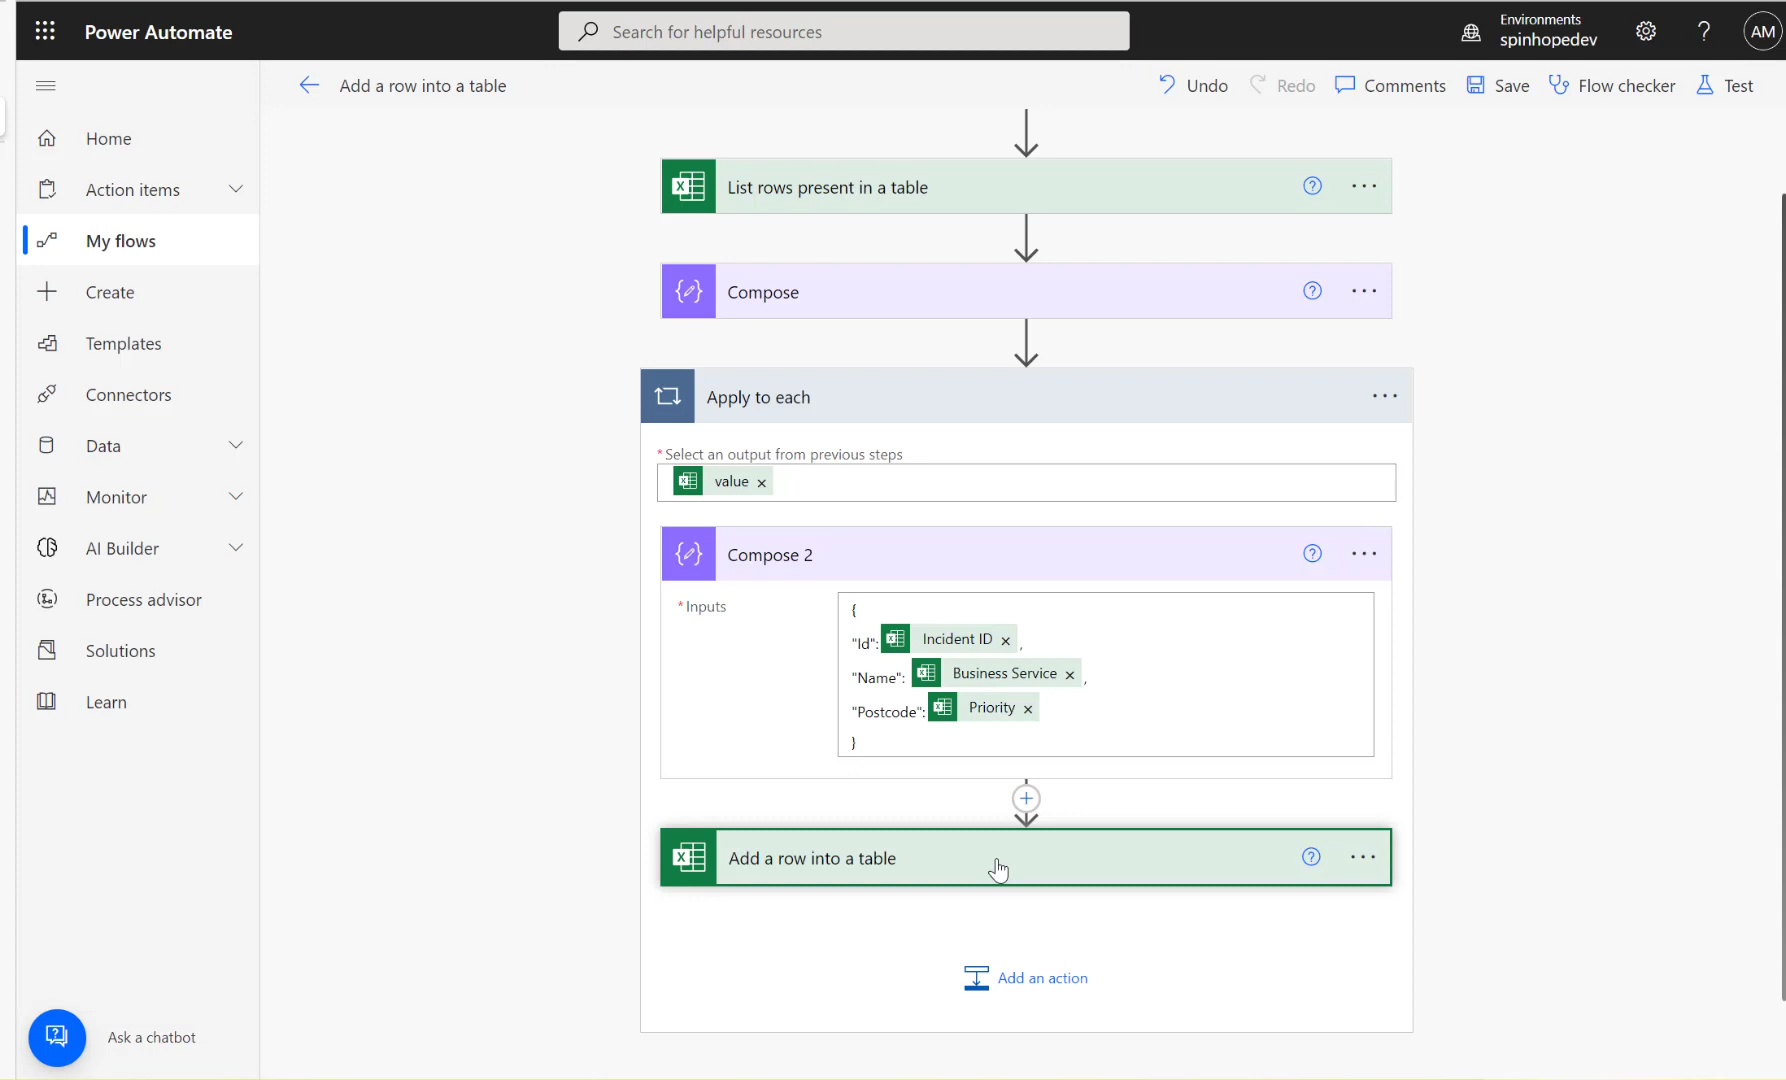 Power Automate
Search for helpful resources
Environments
spinhopedev
?
AM
Add a row into a table
Undo
Redo
Comments
Save
Flow checker
Test
Home
Action items
My flows
Create
Templates
Connectors
Data
Monitor
AI Builder
Process advisor
Solutions
Learn
Ask a chatbot
List rows present in a table
Compose
Apply to each
*Select an output from previous steps
value ×
Compose 2
*Inputs
{
"Id": Incident ID × ,
"Name": Business Service × ,
"Postcode": Priority ×
}
Add a row into a table
Add an action